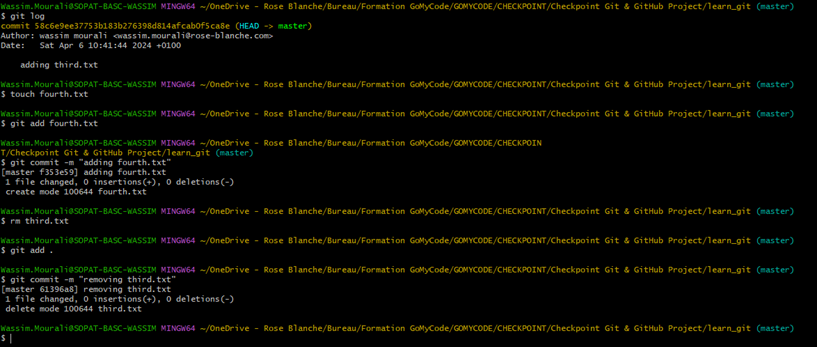 Wassim.Mourali@SOPAT-BASC-WASSIM MINGW64 ~/OneDrive - Rose Blanche/Bureau/Formation GoMyCode/GOMYCODE/CHECKPOINT/Checkpoint Git & GitHub Project/learn_git (master)
$ git log
commit 58c6e9ee37753b183b276398d814afcab0f5ca8e (HEAD -> master)
Author: wassim mourali <wassim.mourali@rose-blanche.com>
Date:   Sat Apr 6 10:41:44 2024 +0100

    adding third.txt

Wassim.Mourali@SOPAT-BASC-WASSIM MINGW64 ~/OneDrive - Rose Blanche/Bureau/Formation GoMyCode/GOMYCODE/CHECKPOINT/Checkpoint Git & GitHub Project/learn_git (master)
$ touch fourth.txt

Wassim.Mourali@SOPAT-BASC-WASSIM MINGW64 ~/OneDrive - Rose Blanche/Bureau/Formation GoMyCode/GOMYCODE/CHECKPOINT/Checkpoint Git & GitHub Project/learn_git (master)
$ git add fourth.txt

Wassim.Mourali@SOPAT-BASC-WASSIM MINGW64 ~/OneDrive - Rose Blanche/Bureau/Formation GoMyCode/GOMYCODE/CHECKPOIN
T/Checkpoint Git & GitHub Project/learn_git (master)
$ git commit -m "adding fourth.txt"
[master f353e59] adding fourth.txt
 1 file changed, 0 insertions(+), 0 deletions(-)
 create mode 100644 fourth.txt

Wassim.Mourali@SOPAT-BASC-WASSIM MINGW64 ~/OneDrive - Rose Blanche/Bureau/Formation GoMyCode/GOMYCODE/CHECKPOINT/Checkpoint Git & GitHub Project/learn_git (master)
$ rm third.txt

Wassim.Mourali@SOPAT-BASC-WASSIM MINGW64 ~/OneDrive - Rose Blanche/Bureau/Formation GoMyCode/GOMYCODE/CHECKPOINT/Checkpoint Git & GitHub Project/learn_git (master)
$ git add .

Wassim.Mourali@SOPAT-BASC-WASSIM MINGW64 ~/OneDrive - Rose Blanche/Bureau/Formation GoMyCode/GOMYCODE/CHECKPOINT/Checkpoint Git & GitHub Project/learn_git (master)
$ git commit -m "removing third.txt"
[master 61396a8] removing third.txt
 1 file changed, 0 insertions(+), 0 deletions(-)
 delete mode 100644 third.txt

Wassim.Mourali@SOPAT-BASC-WASSIM MINGW64 ~/OneDrive - Rose Blanche/Bureau/Formation GoMyCode/GOMYCODE/CHECKPOINT/Checkpoint Git & GitHub Project/learn_git (master)
$